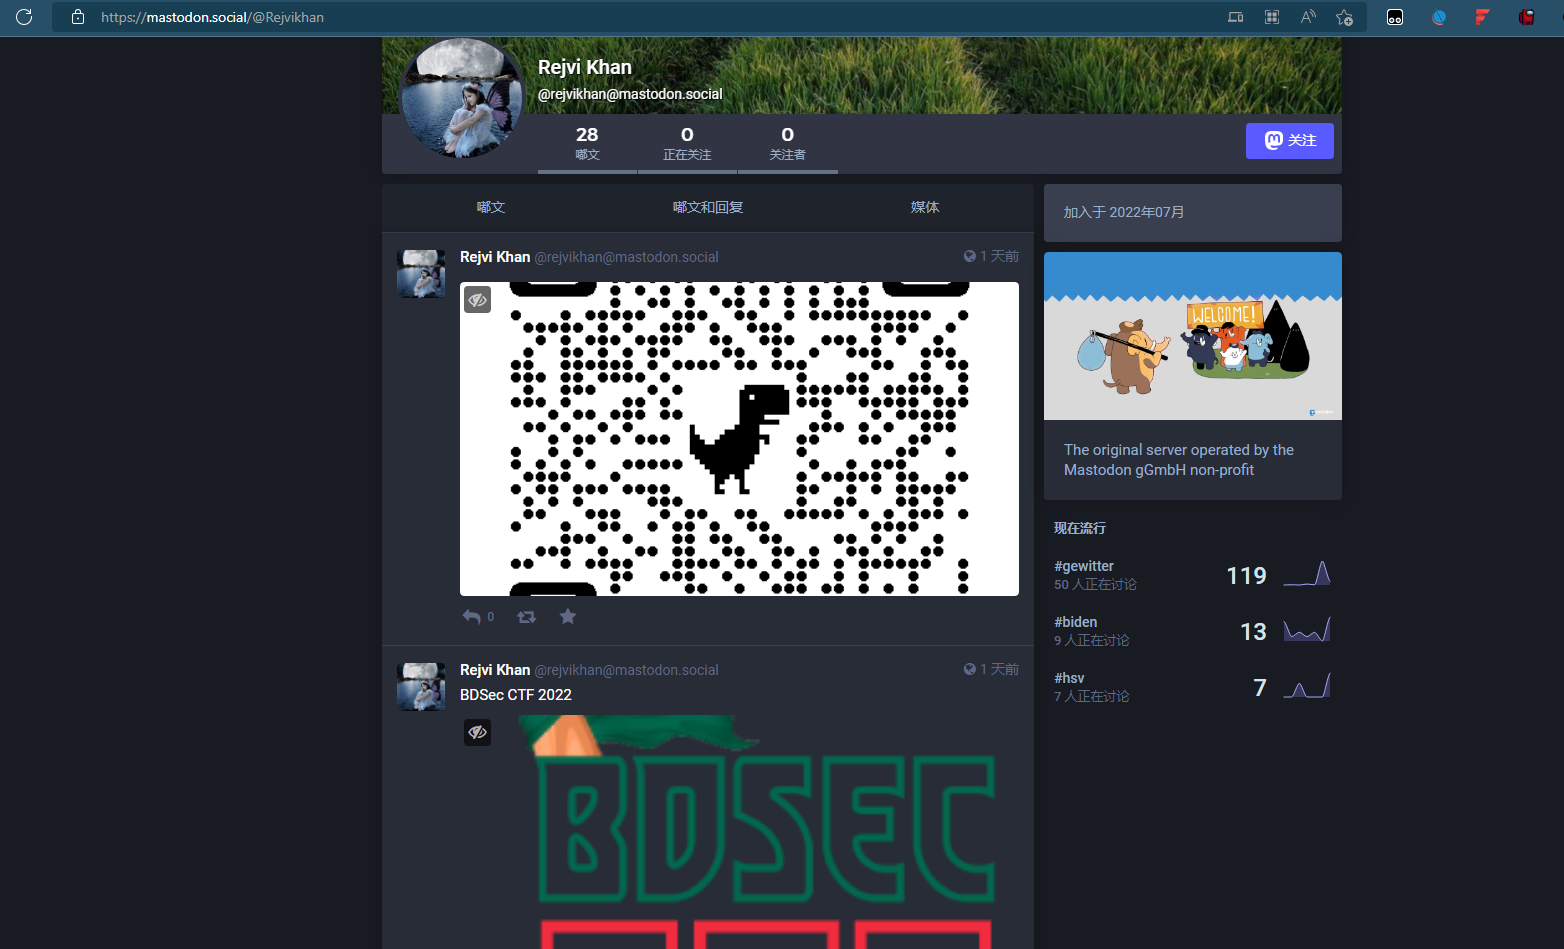 https://mastodon.social/@Rejvikhan
Rejvi Khan
@rejvikhan@mastodon.social
28
嘟文
0
正在关注
0
关注者
关注
嘟文
嘟文和回复
媒体
Rejvi Khan @rejvikhan@mastodon.social
1 天前
0
Rejvi Khan @rejvikhan@mastodon.social
1 天前
BDSec CTF 2022
BDSEC
加入于 2022年07月
WELCOME!
The original server operated by the
Mastodon gGmbH non-profit
现在流行
#gewitter
50 人正在讨论
119
#biden
9 人正在讨论
13
#hsv
7 人正在讨论
7